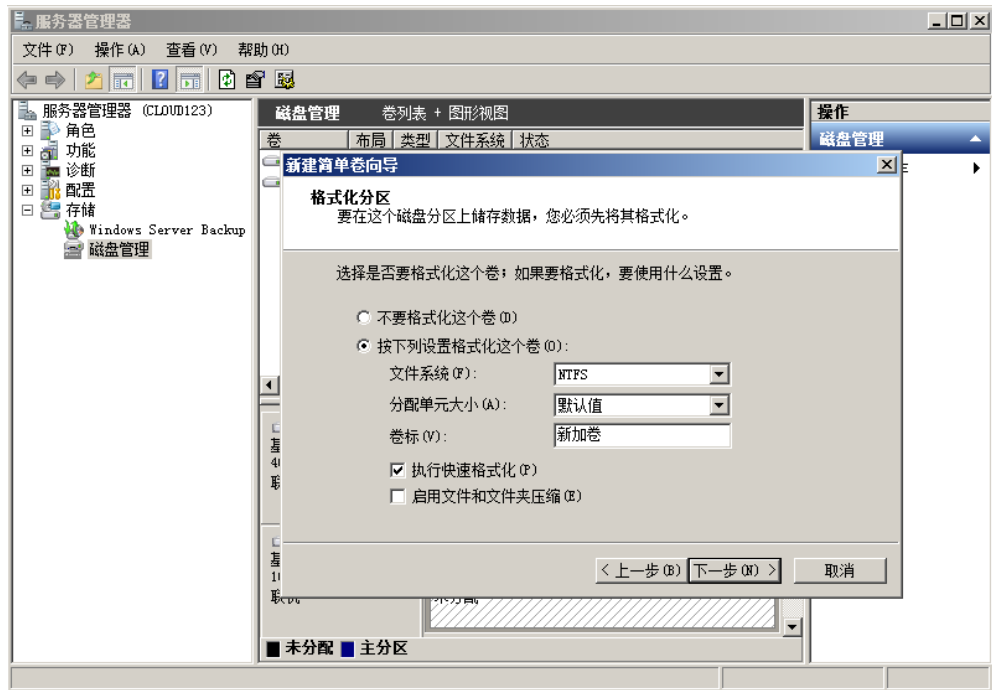 服务器管理器
文件(F) 操作(A) 查看(V) 帮助(H)
服务器管理器 (CLOUD123)
角色
功能
诊断
配置
存储
Windows Server Backup
磁盘管理
磁盘管理 卷列表 + 图形视图
卷 布局 类型 文件系统 状态
操作
磁盘管理
新建简单卷向导
格式化分区
要在这个磁盘分区上储存数据，您必须先将其格式化。
选择是否要格式化这个卷；如果要格式化，要使用什么设置。
不要格式化这个卷(D)
按下列设置格式化这个卷(O):
文件系统(F): NTFS
分配单元大小(A): 默认值
卷标(V): 新加卷
执行快速格式化(P)
启用文件和文件夹压缩(E)
< 上一步(B) 下一步(N) > 取消
未分配 主分区